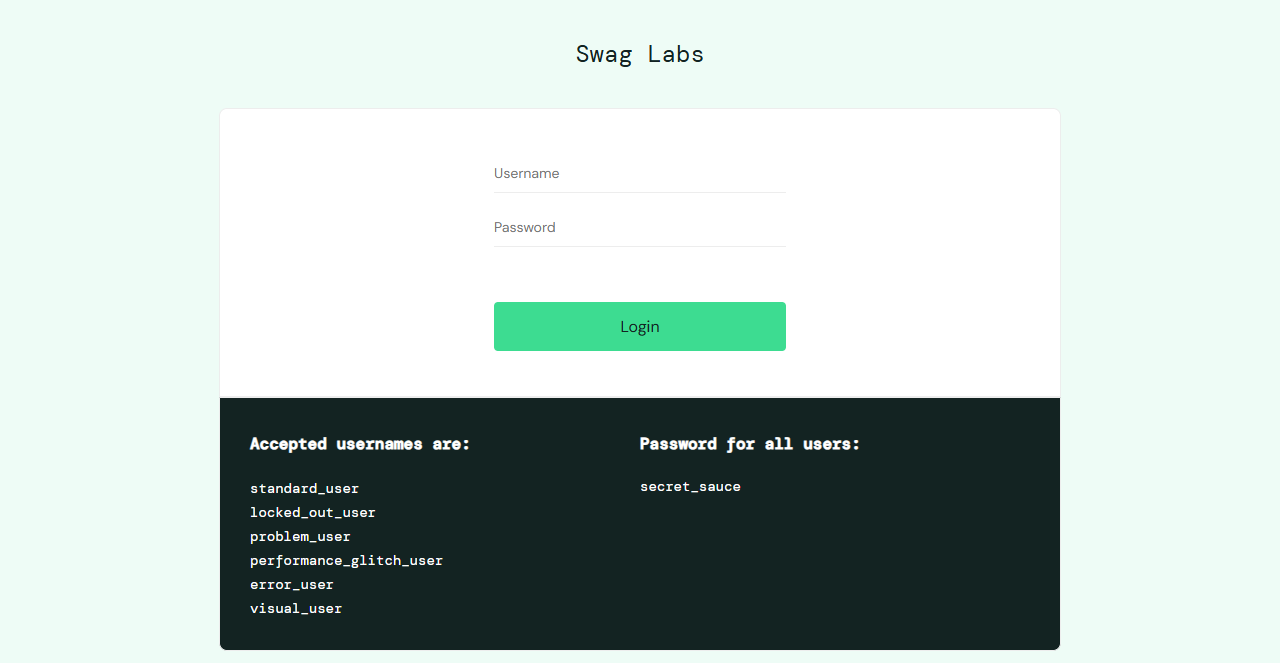 Swag Labs
Username
Password
Login
Accepted usernames are:
standard_user
locked_out_user
problem_user
performance_glitch_user
error_user
visual_user
Password for all users:
secret_sauce